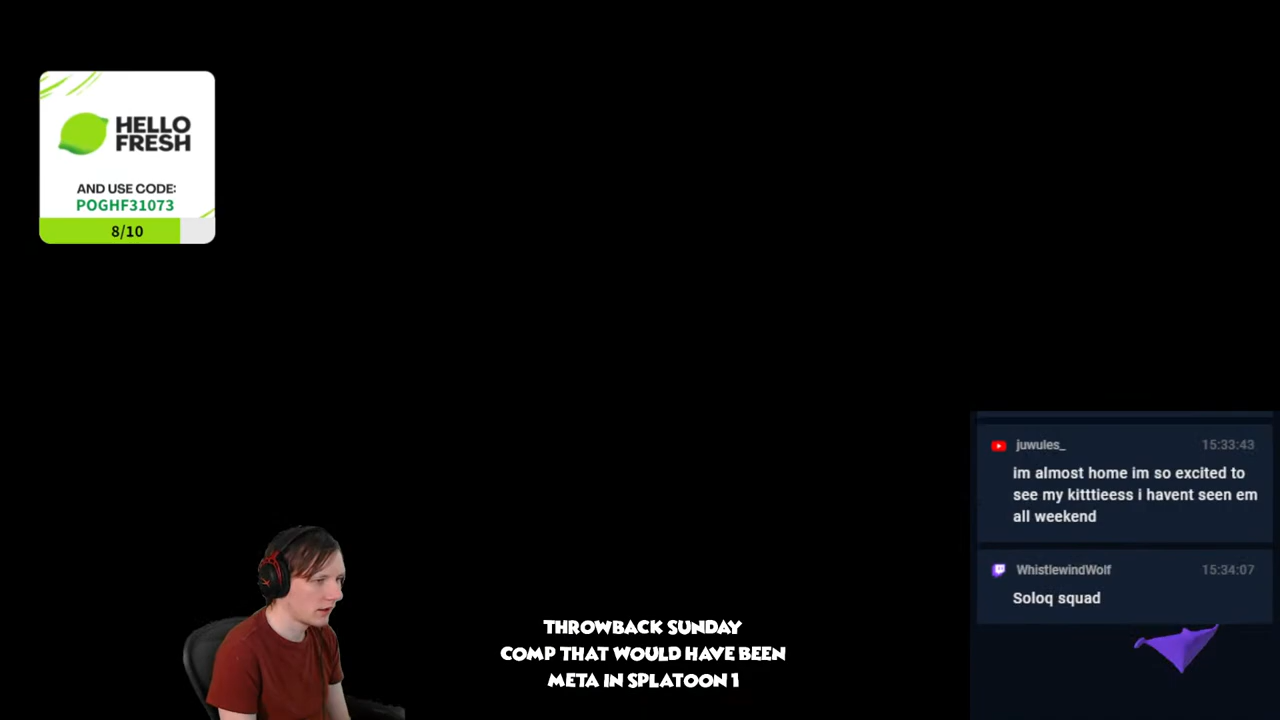 HELLO
FRESH
AND USE CODE:
POGHF31073
8/10
juwules_ 15:33:43
im almost home im so excited to
see my kitttieess i havent seen em
all weekend
WhistlewindWolf 15:34:07
Soloq squad
THROWBACK SUNDAY
COMP THAT WOULD HAVE BEEN
META IN SPLATOON 1